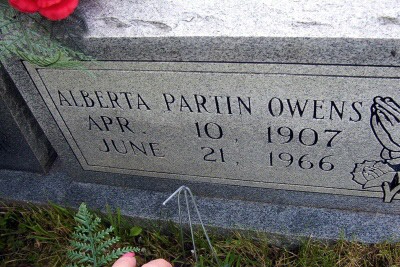 ALBERTA PARTIN OWENS
APR. 10, 1907
JUNE 21, 1966